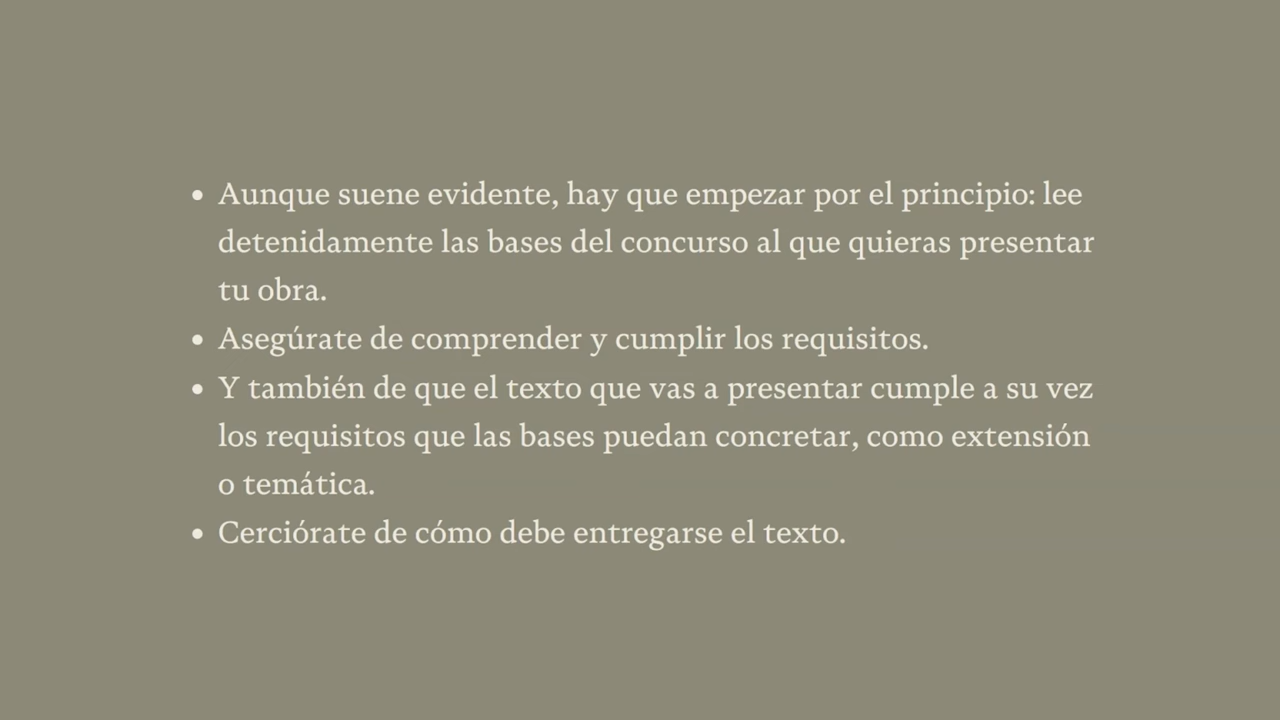 • Aunque suene evidente, hay que empezar por el principio: lee
detenidamente las bases del concurso al que quieras presentar
tu obra.
• Asegúrate de comprender y cumplir los requisitos.
• Y también de que el texto que vas a presentar cumple a su vez
los requisitos que las bases puedan concretar, como extensión
o temática.
• Cerciórate de cómo debe entregarse el texto.